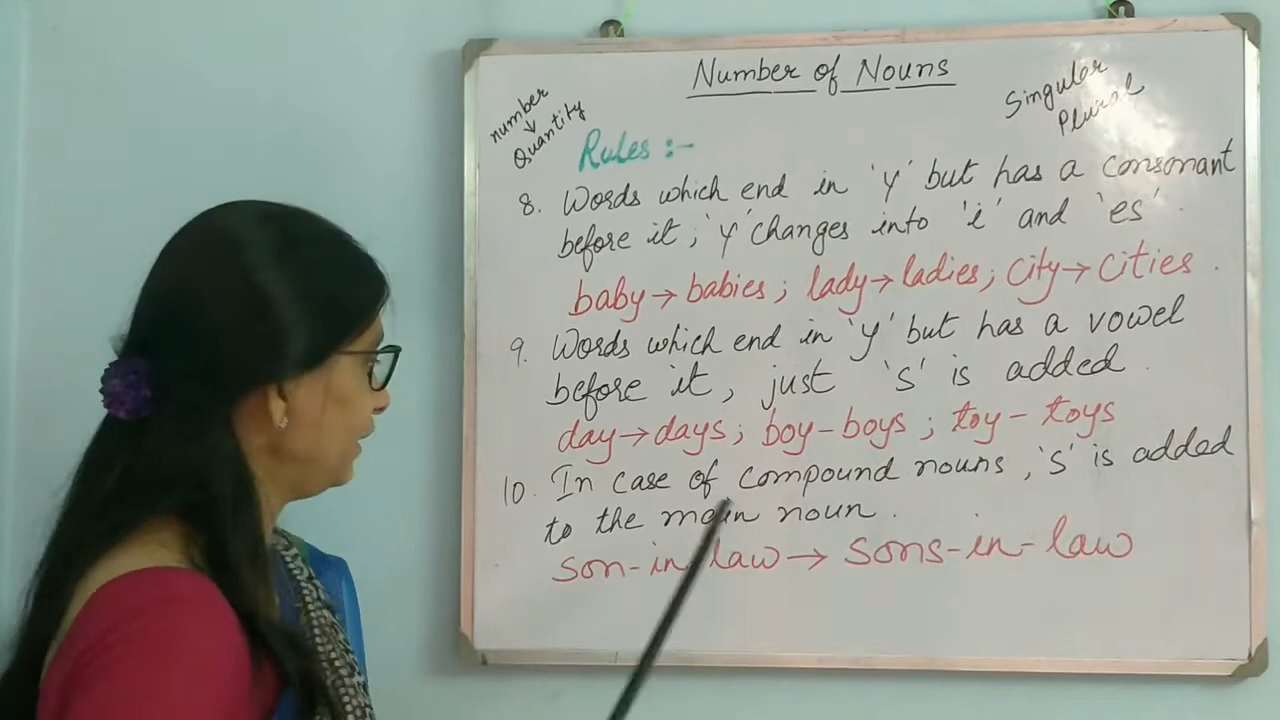 Number of Nouns
number
↓
Quantity
Singular
Plural
Rules :-
8. Words which end in 'y' but has a consonant
before it, 'y' changes into 'i' and 'es'.
baby → babies; lady → ladies; city → cities.
9. Words which end in 'y' but has a vowel
before it, just 's' is added.
day → days; boy - boys; toy - toys
10. In case of compound nouns, 's' is added
to the main noun.
son-in-law → sons-in-law